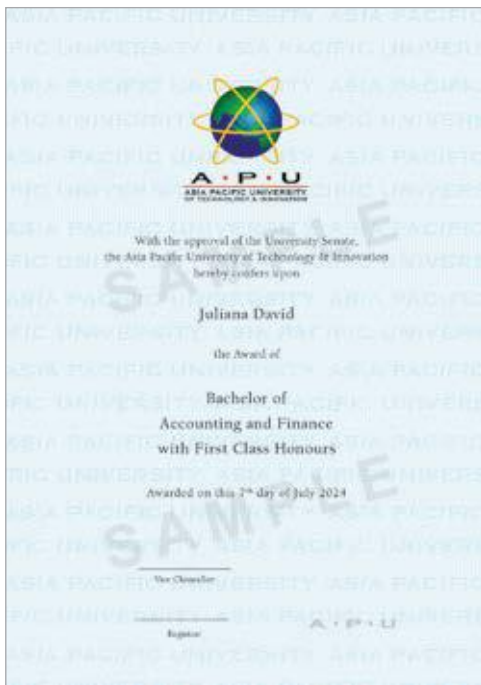 A · P · U
ASIA PACIFIC UNIVERSITY
OF TECHNOLOGY & INNOVATION
With the approval of the University Senate,
the Asia Pacific University of Technology & Innovation
hereby confers upon
SAMPLE
Juliana David
the Award of
Bachelor of
Accounting and Finance
with First Class Honours
Awarded on this 7th day of July 2024
SAMPLE
Vice Chancellor
Registrar
A · P · U